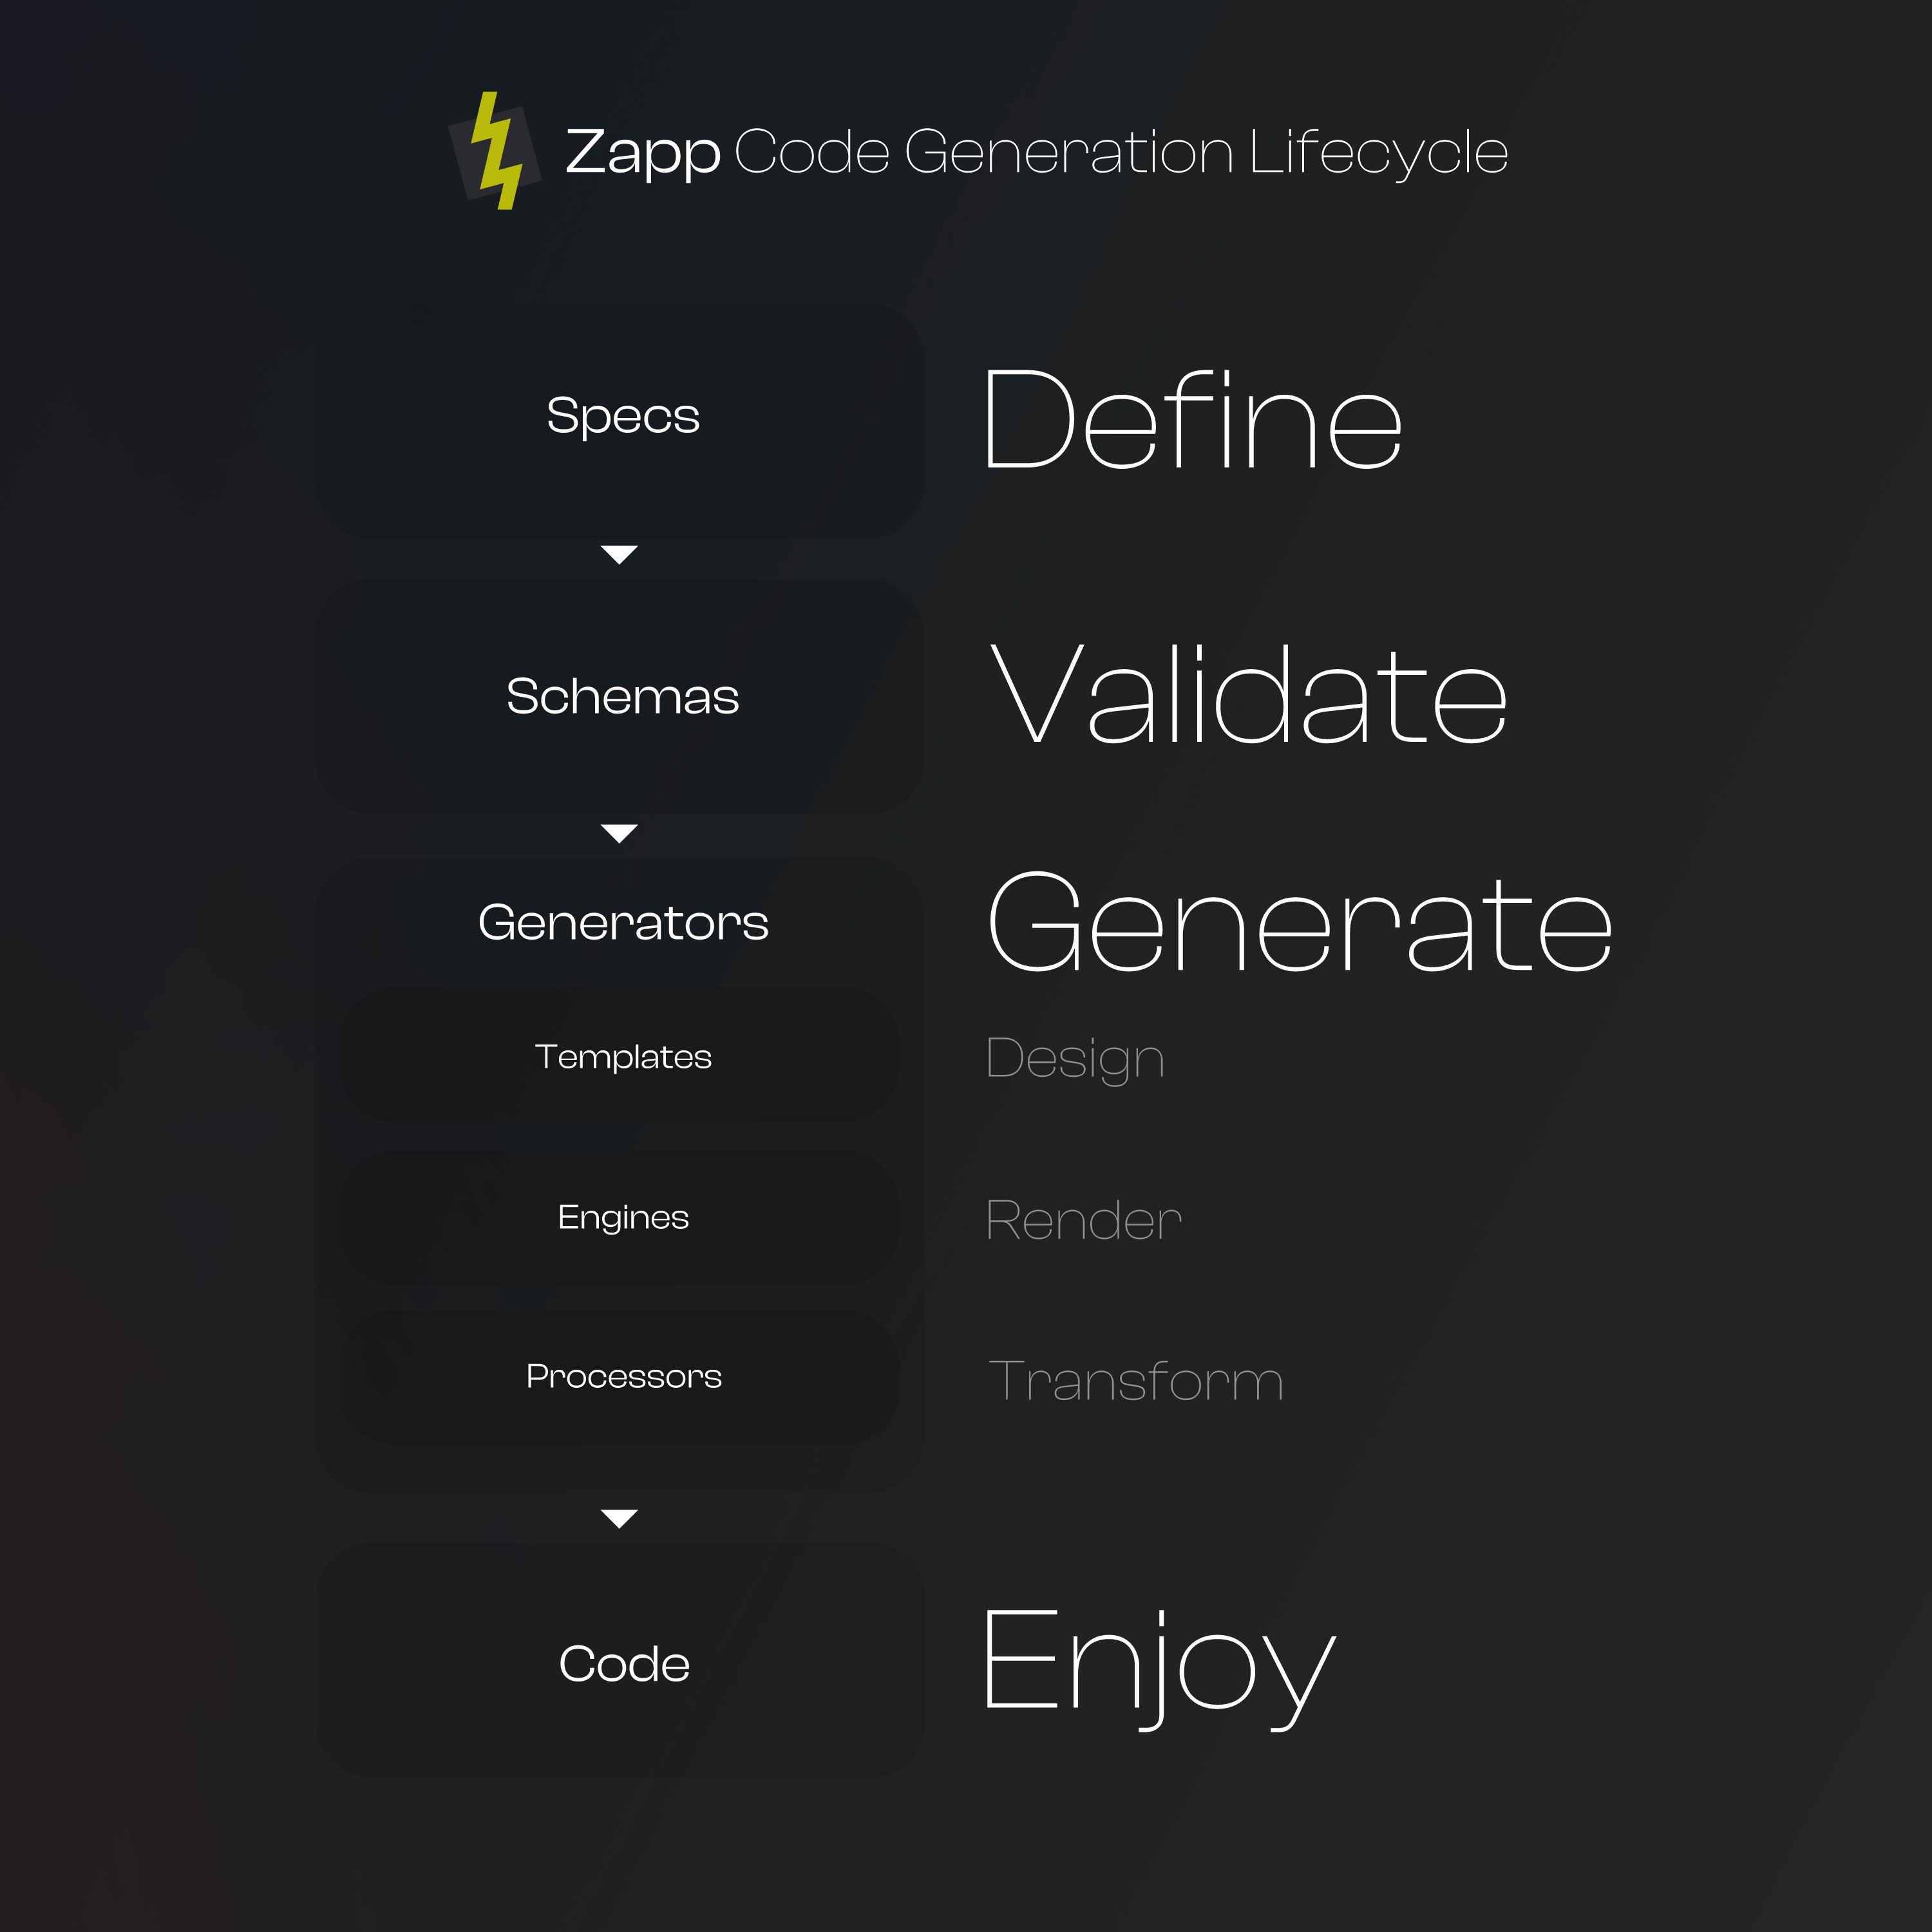 Zapp Code Generation Lifecycle
Specs
Define
Schemas
Validate
Generators
Generate
Templates
Design
Engines
Render
Processors
Transform
Code
Enjoy